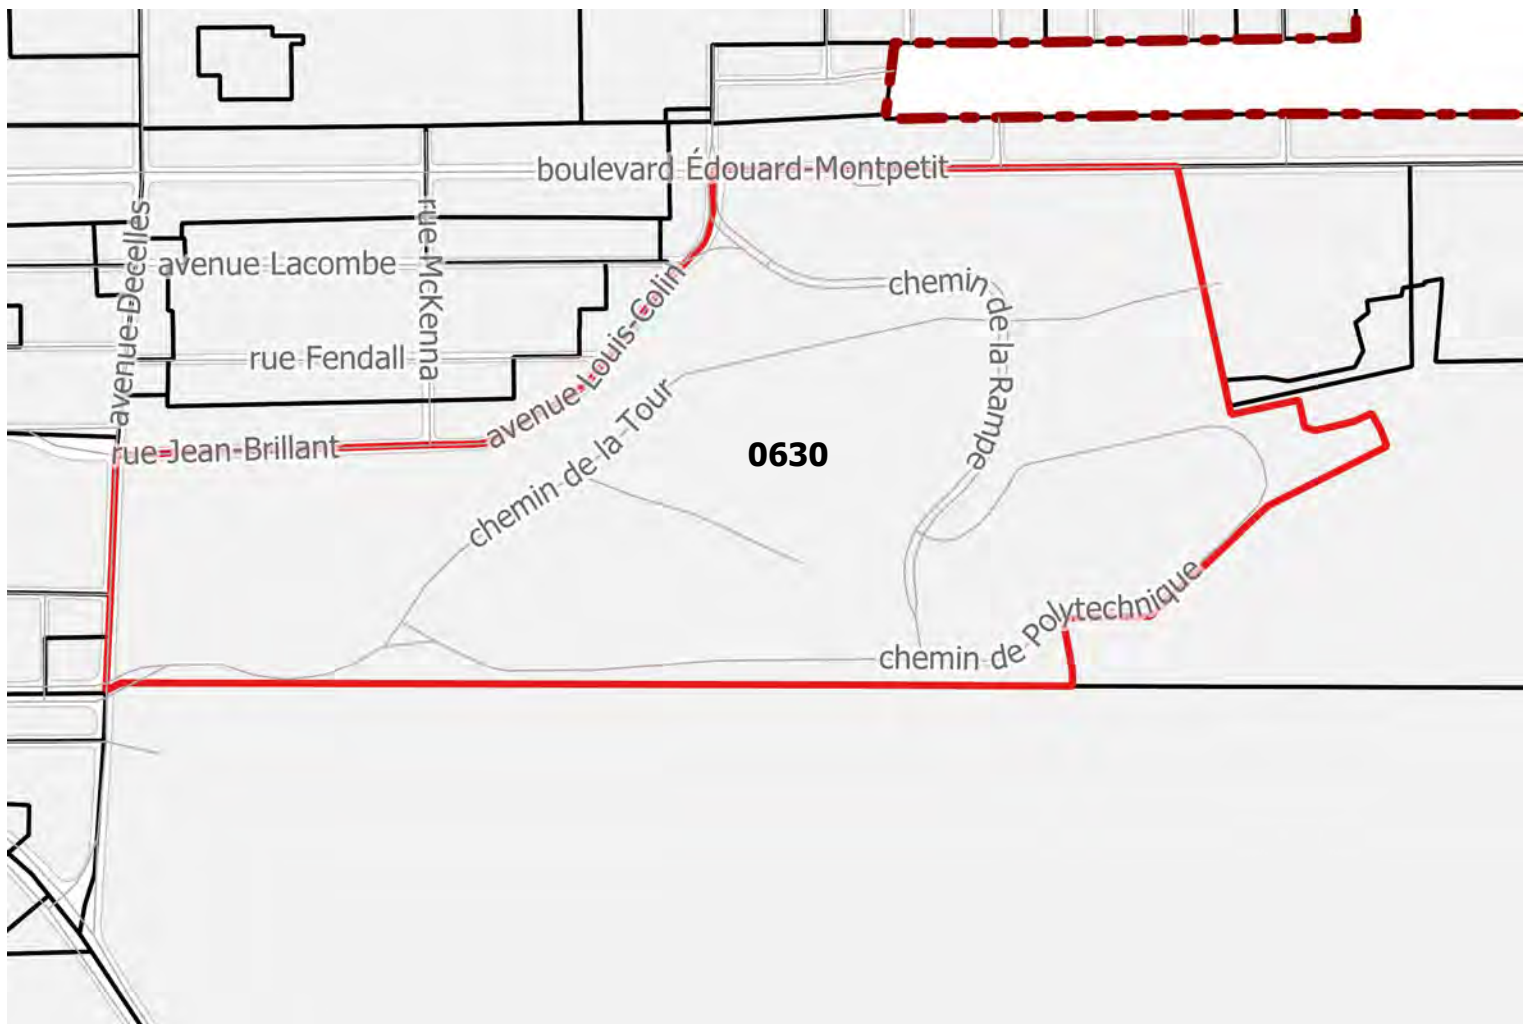 boulevard Édouard-Montpetit
avenue-Decelles
rue-McKenna
avenue Lacombe
chemin de-la-Rampe
avenue-Louis-Colin
rue Fendall
rue-Jean-Brillant
chemin de la-Tour
0630
chemin de Polytechnique